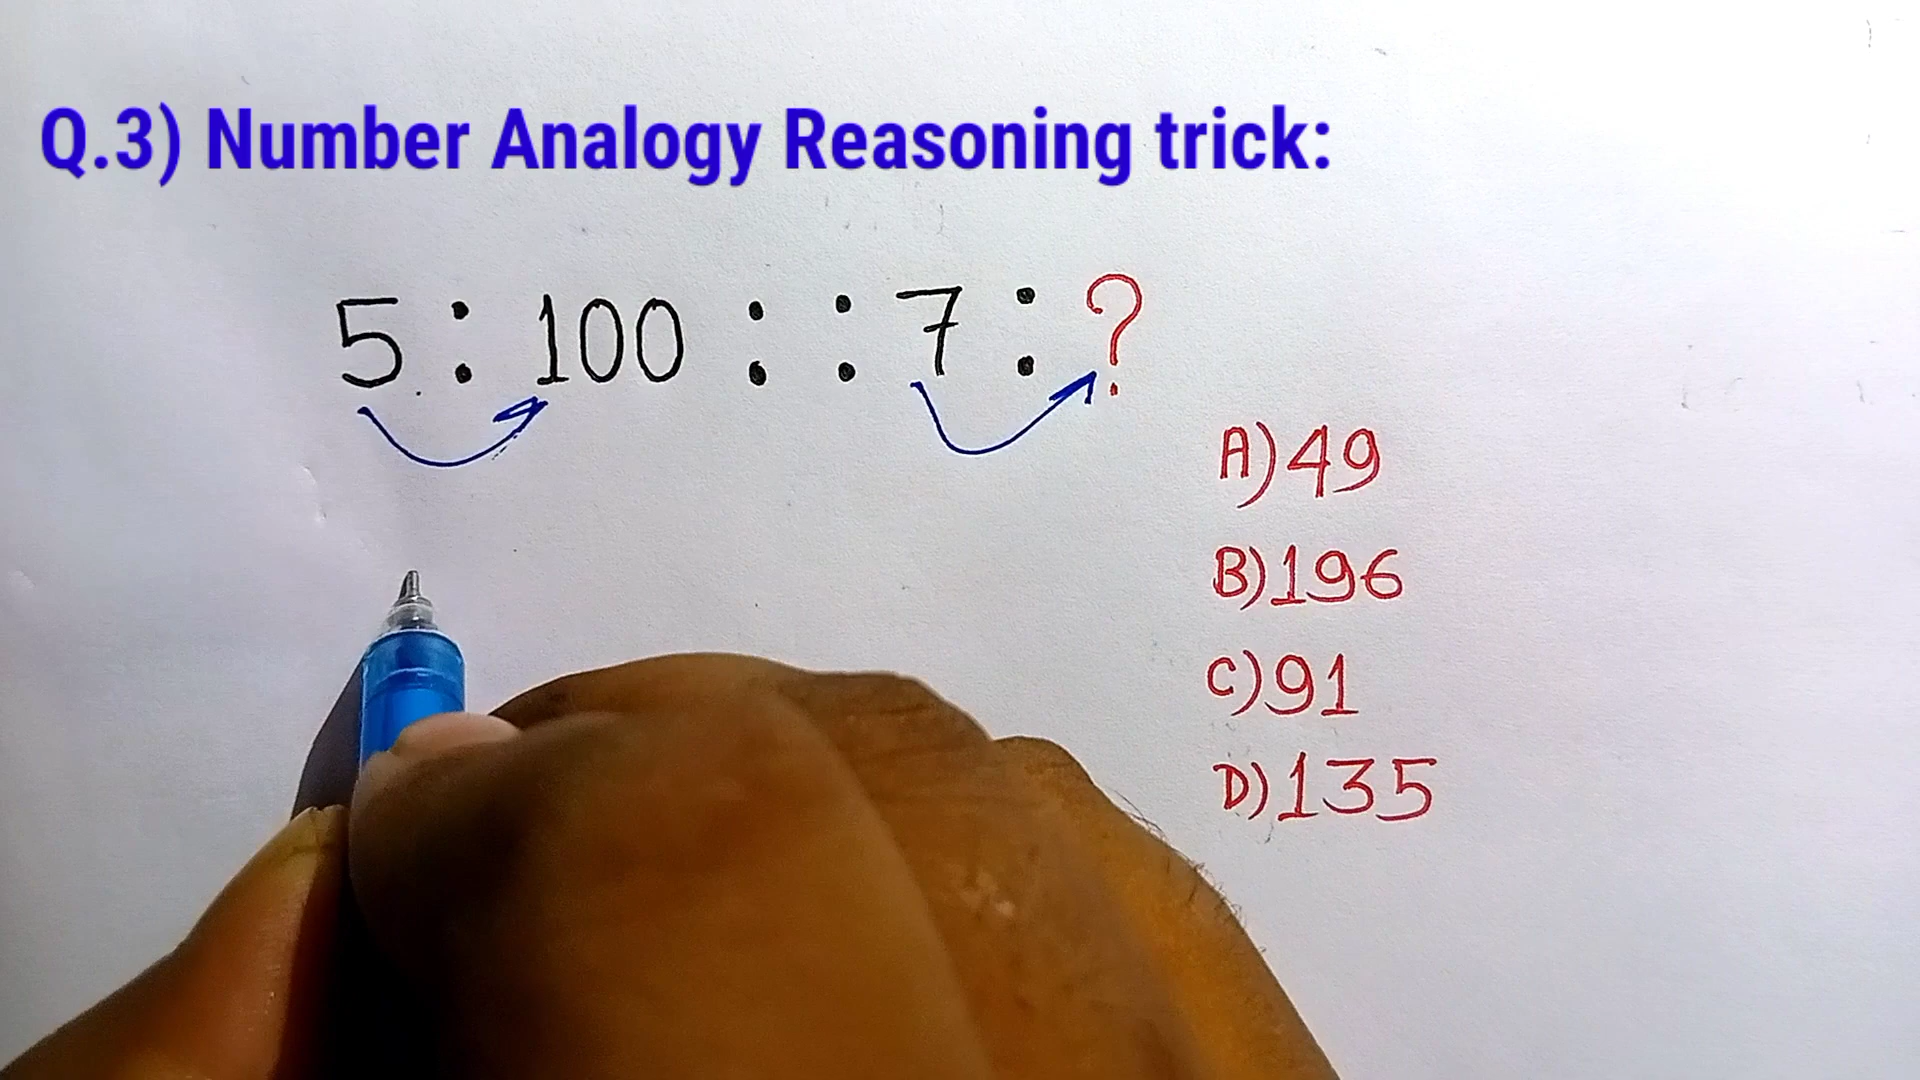 Q.3) Number Analogy Reasoning trick:
5 : 100 : : 7 : ?
A) 49
B) 196
C) 91
D) 135